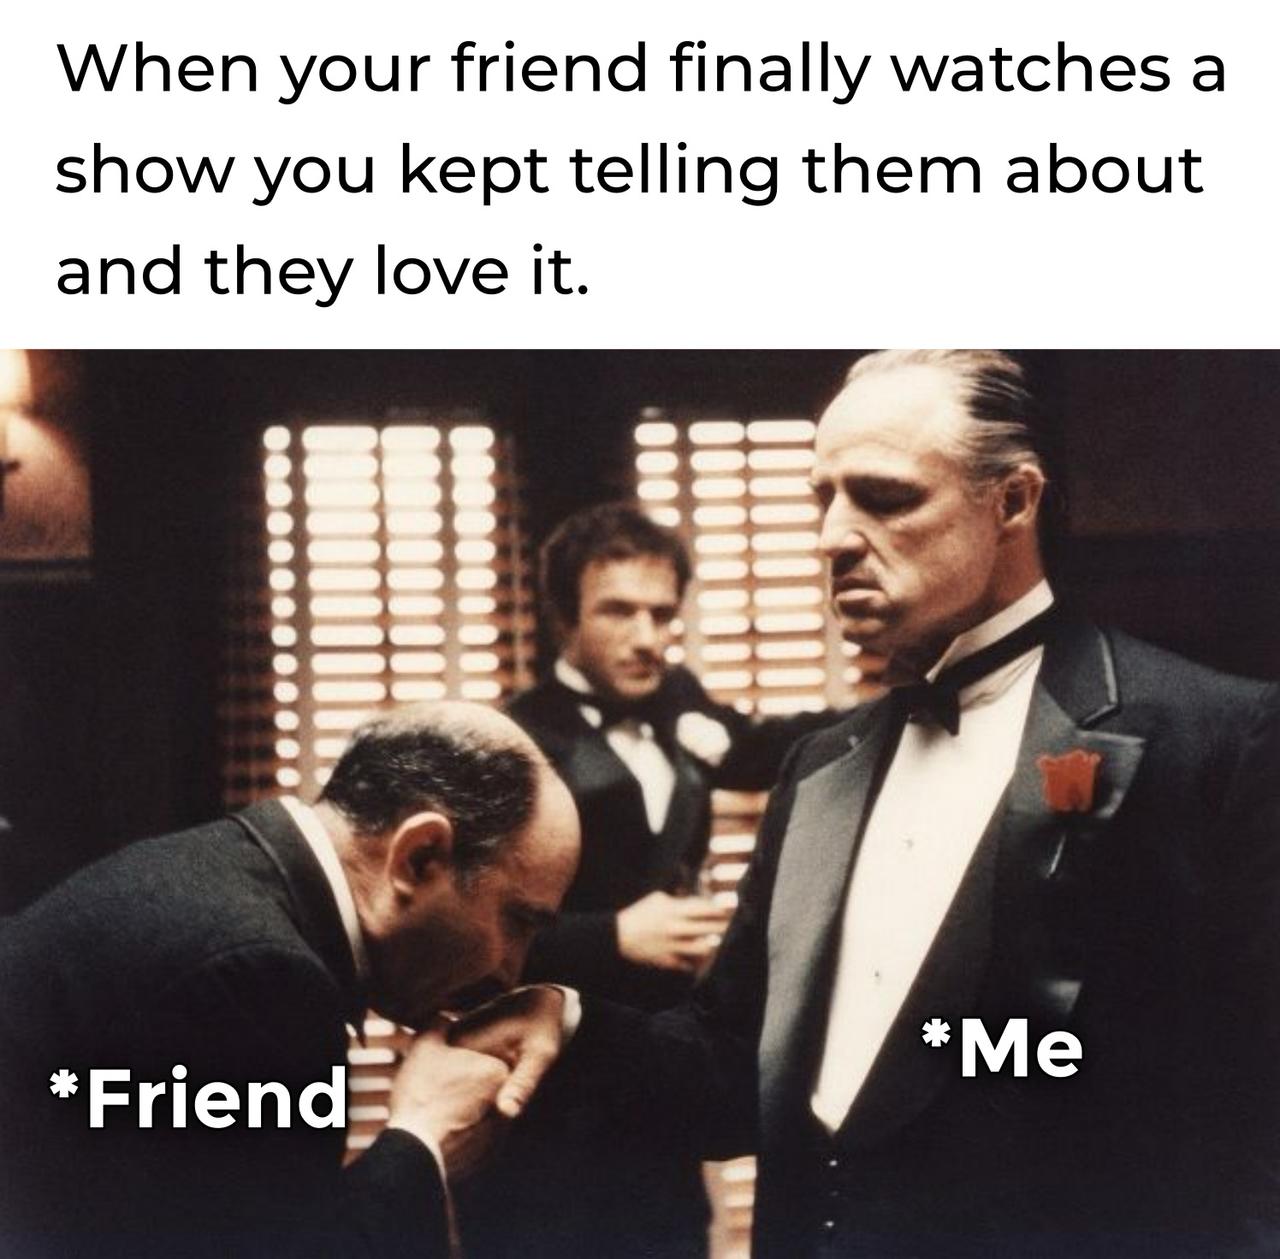 When your friend finally watches a
show you kept telling them about
and they love it.
*Me
*Friend